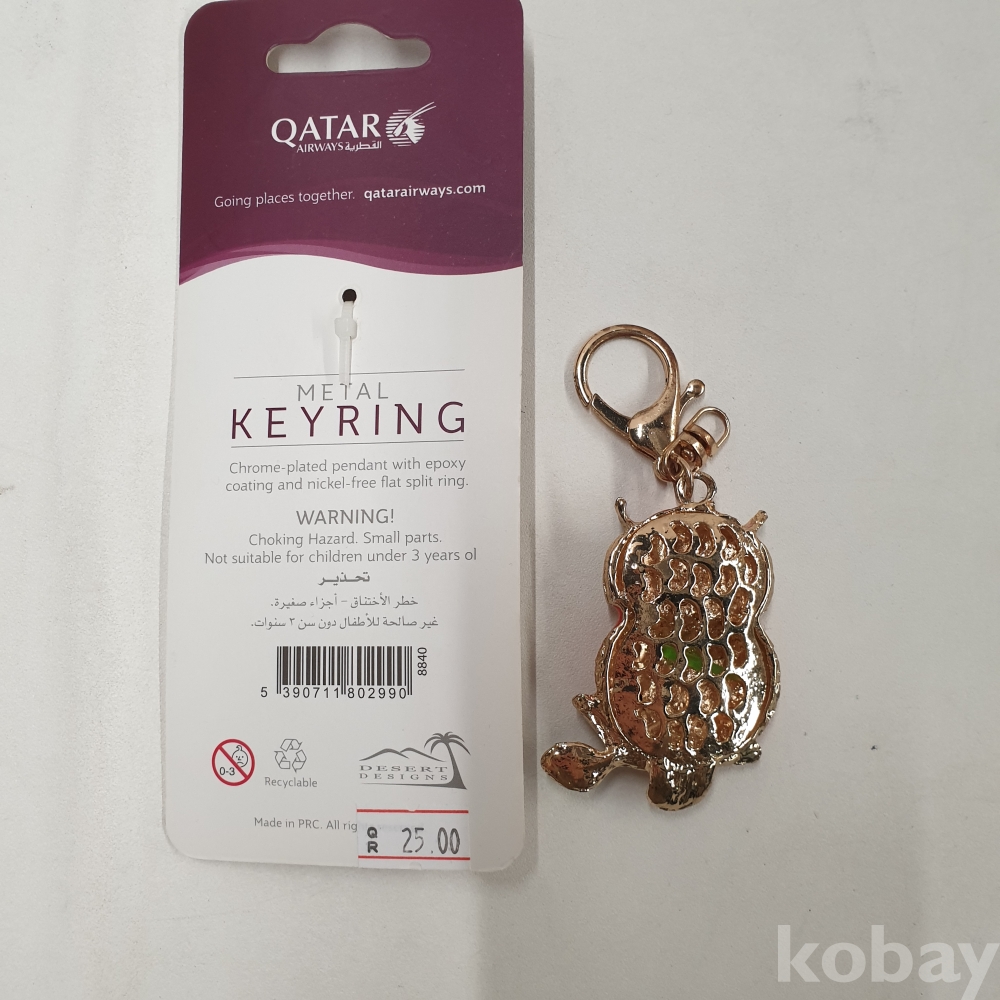 QATAR
AIRWAYS القطرية
Going places together. qatarairways.com
METAL
KEYRING
Chrome-plated pendant with epoxy
coating and nickel-free flat split ring.
WARNING!
Choking Hazard. Small parts.
Not suitable for children under 3 years ol
تحـذيـر
خطر الأختناق - أجزاء صغيرة.
غير صالحة للأطفال دون سن ٣ سنوات.
8840
5 390711 802990
0-3
Recyclable
DESERT
DESIGNS
Made in PRC. All rig
QR 25.00
kobay